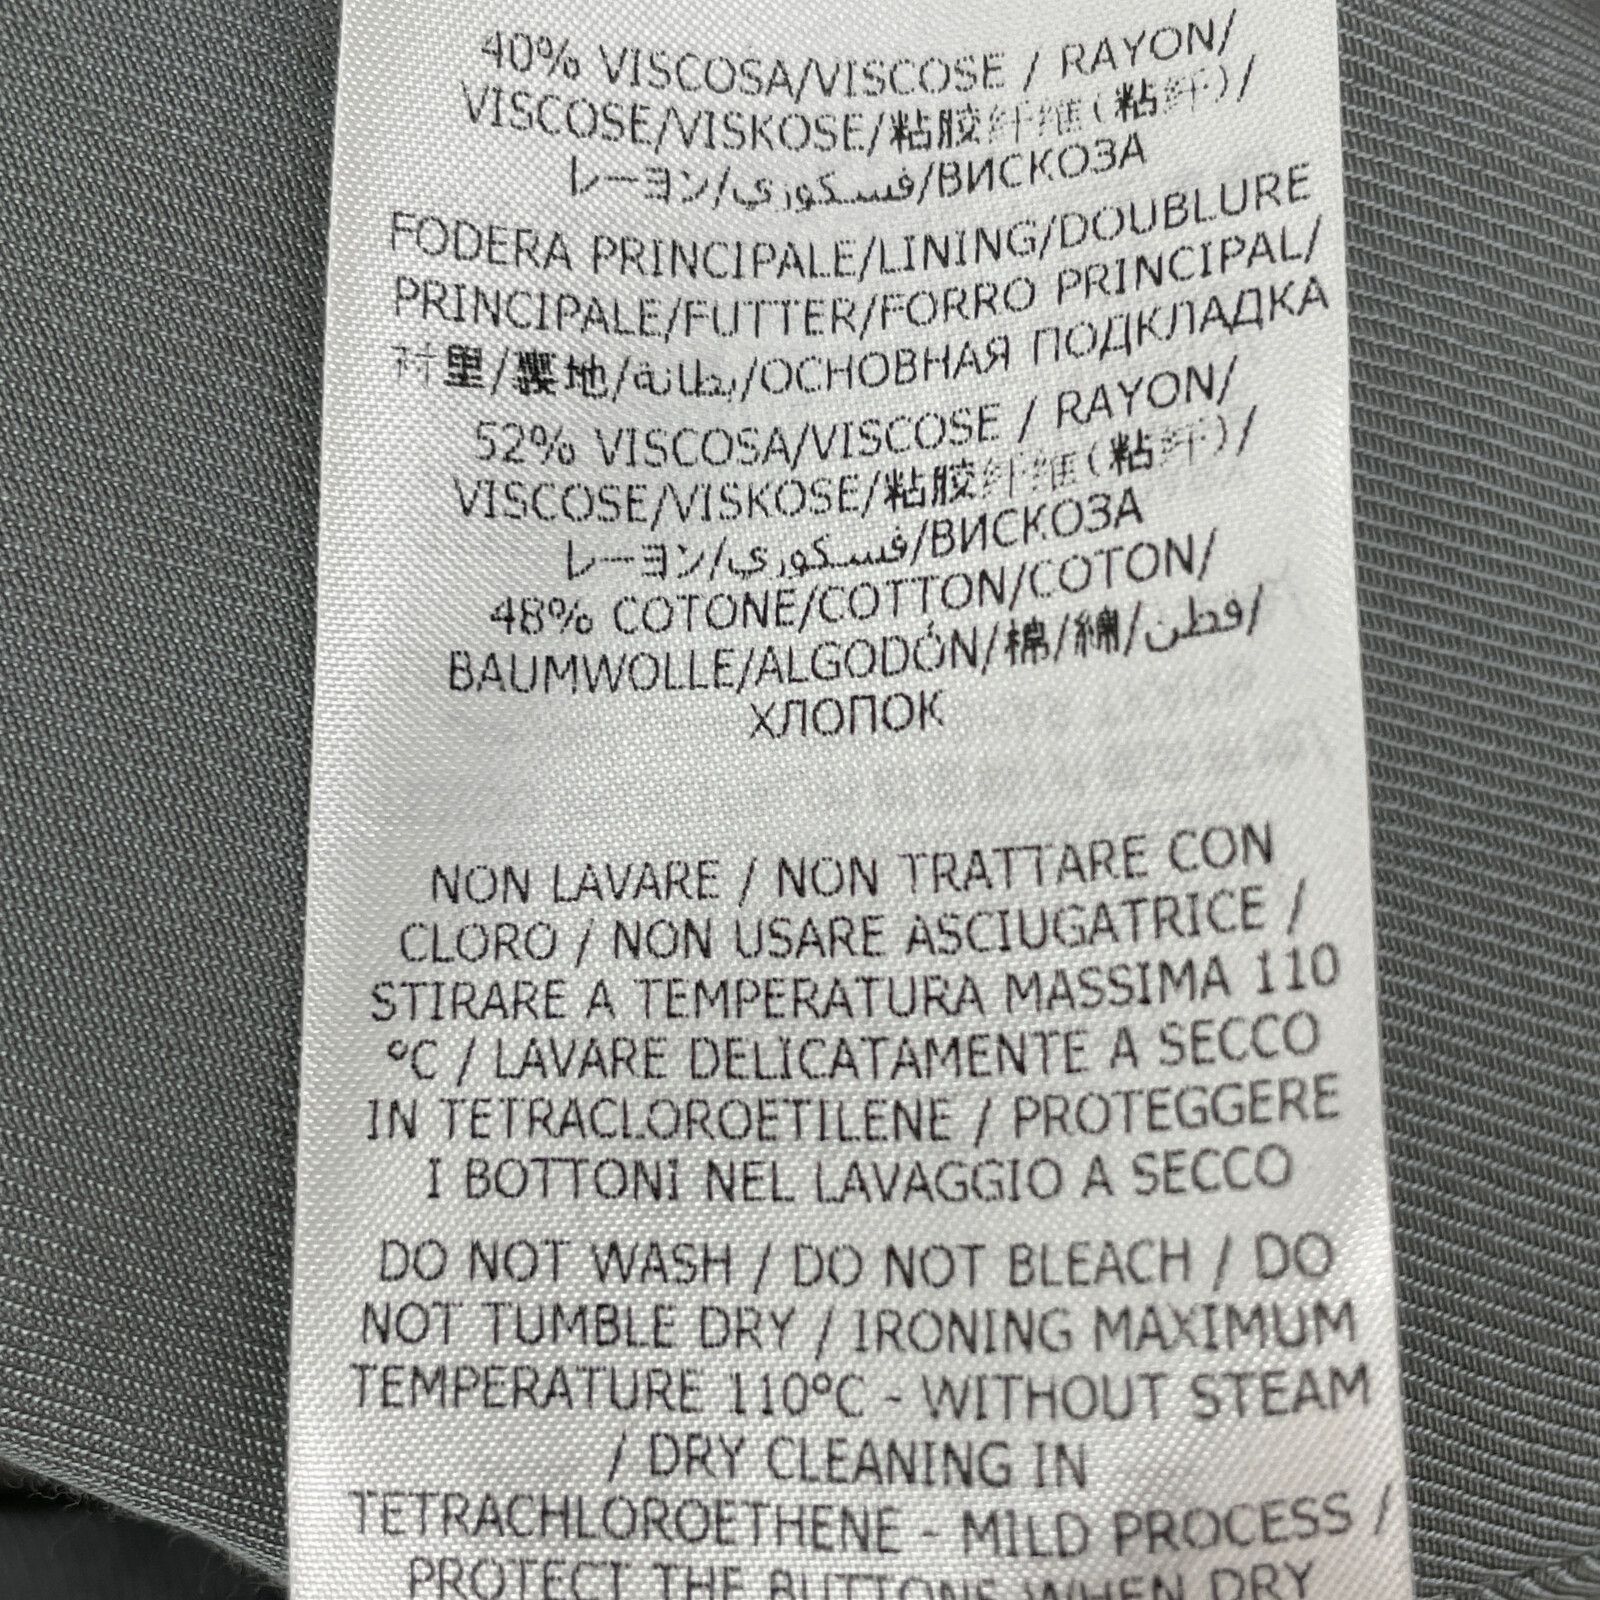 40% VISCOSA/VISCOSE / RAYON/
VISCOSE/VISKOSE/粘胶纤维(粘纤)/
レーヨン/فسكوزي/ВИСКОЗА
FODERA PRINCIPALE/LINING/DOUBLURE
PRINCIPALE/FUTTER/FORRO PRINCIPAL/
衬里/裏地/بطانة/ОСНОВНАЯ ПОДКЛАДКА
52% VISCOSA/VISCOSE / RAYON/
VISCOSE/VISKOSE/粘胶纤维(粘纤)/
レーヨン/فسكوزي/ВИСКОЗА
48% COTONE/COTTON/COTON/
BAUMWOLLE/ALGODÓN/棉/綿/قطن/
ХЛОПОК
NON LAVARE / NON TRATTARE CON
CLORO / NON USARE ASCIUGATRICE /
STIRARE A TEMPERATURA MASSIMA 110
°C / LAVARE DELICATAMENTE A SECCO
IN TETRACLOROETILENE / PROTEGGERE
I BOTTONI NEL LAVAGGIO A SECCO
DO NOT WASH / DO NOT BLEACH / DO
NOT TUMBLE DRY / IRONING MAXIMUM
TEMPERATURE 110°C - WITHOUT STEAM
/ DRY CLEANING IN
TETRACHLOROETHENE - MILD PROCESS /
PROTECT THE BUTTONS WHEN DRY